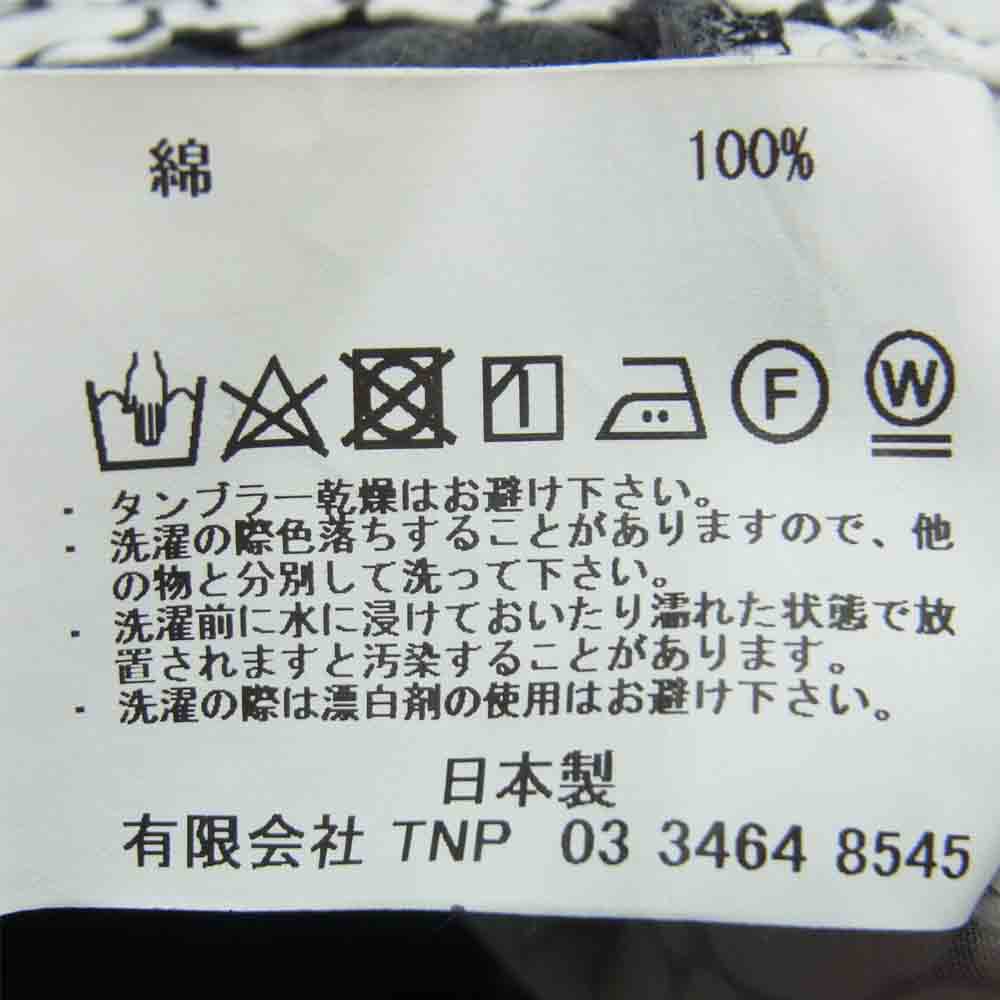 綿 100%
F W
・タンブラー乾燥はお避け下さい。
・洗濯の際色落ちすることがありますので、他
の物と分別して洗って下さい。
・洗濯前に水に浸けておいたり濡れた状態で放
置されますと汚染することがあります。
・洗濯の際は漂白剤の使用はお避け下さい。
日本製
有限会社 TNP 03 3464 8545